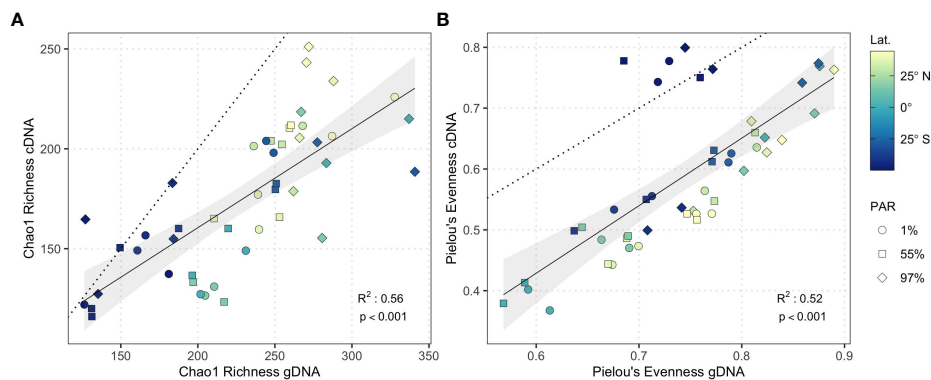 A
B
Chao1 Richness cDNA
250
200
150
150
200
250
300
350
Chao1 Richness gDNA
R² : 0.56
p < 0.001
Pielou's Evenness cDNA
0.8
0.7
0.6
0.5
0.4
0.6
0.7
0.8
0.9
Pielou's Evenness gDNA
R² : 0.52
p < 0.001
Lat.
25° N
0°
25° S
PAR
1%
55%
97%